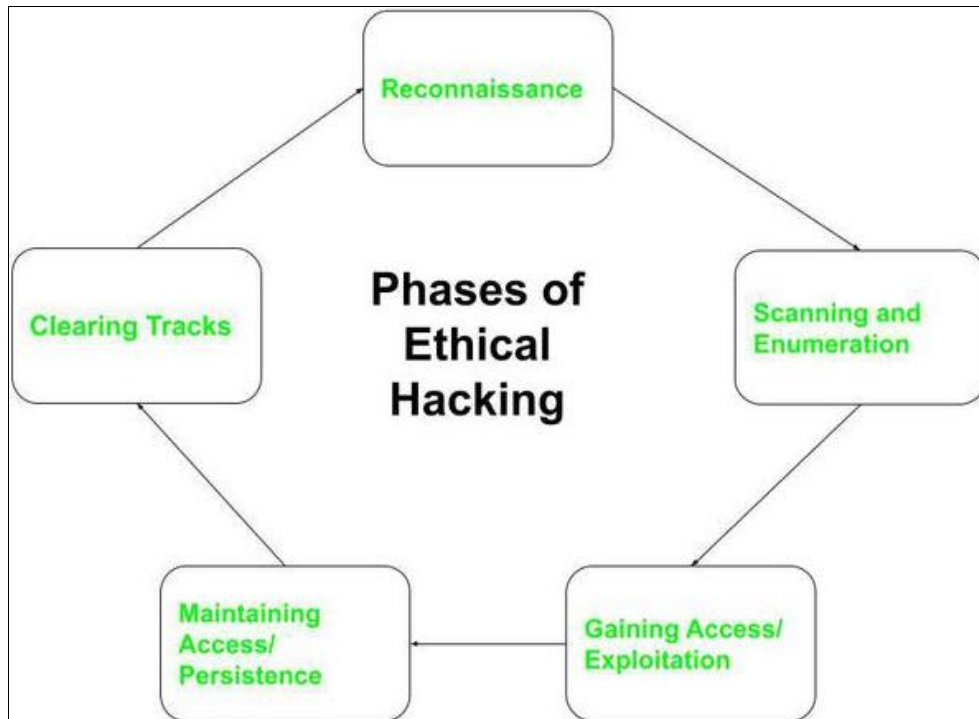 Reconnaissance
Scanning and
Enumeration
Gaining Access/
Exploitation
Maintaining
Access/
Persistence
Clearing Tracks
Phases of
Ethical
Hacking